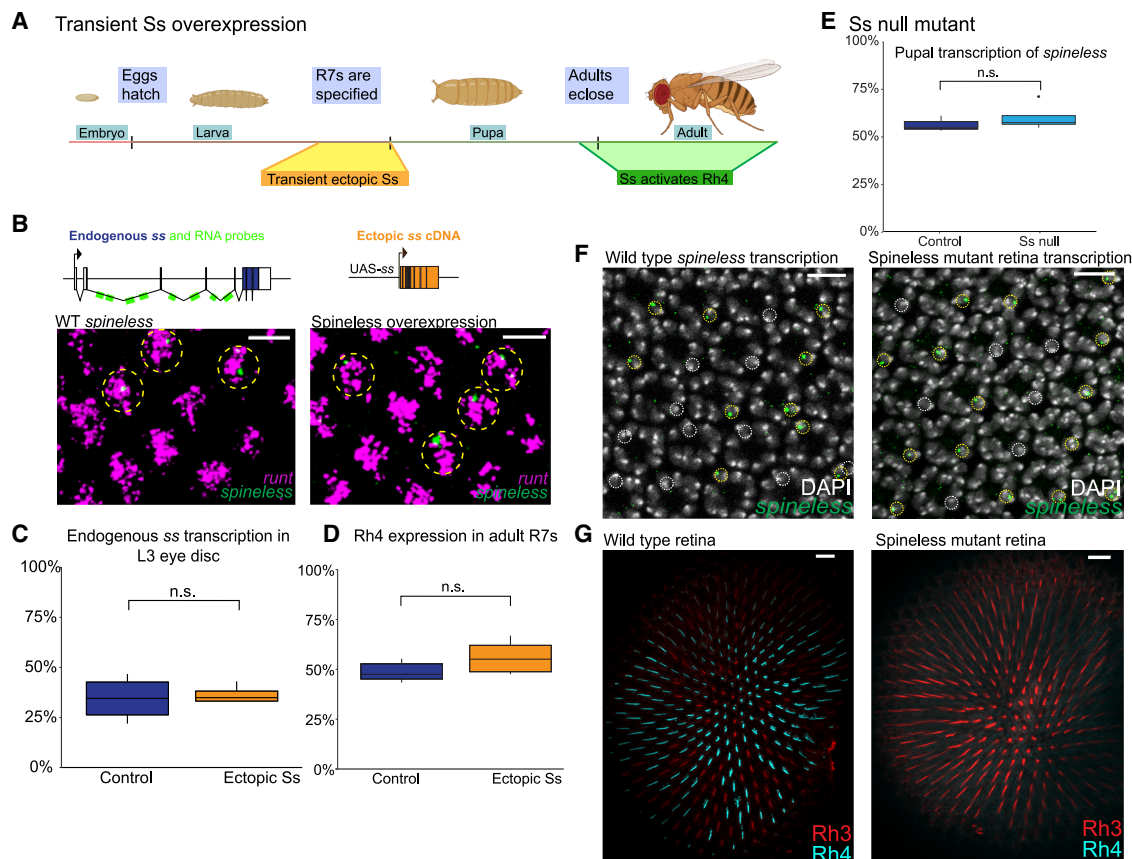 A Transient Ss overexpression
Eggs
hatch
R7s are
specified
Adults
eclose
Embryo
Larva
Pupa
Adult
Transient ectopic Ss
Ss activates Rh4
B
Endogenous ss and RNA probes
Ectopic ss cDNA
UAS-ss
WT spineless
Spineless overexpression
runt
spineless
runt
spineless
C Endogenous ss transcription in
L3 eye disc
n.s.
100%
75%
50%
25%
0%
Control
Ectopic Ss
D Rh4 expression in adult R7s
n.s.
100%
75%
50%
25%
0%
Control
Ectopic Ss
E Ss null mutant
Pupal transcription of spineless
n.s.
100%
75%
50%
25%
0%
Control
Ss null
F Wild type spineless transcription
Spineless mutant retina transcription
DAPI
spineless
DAPI
spineless
G Wild type retina
Spineless mutant retina
Rh3
Rh4
Rh3
Rh4